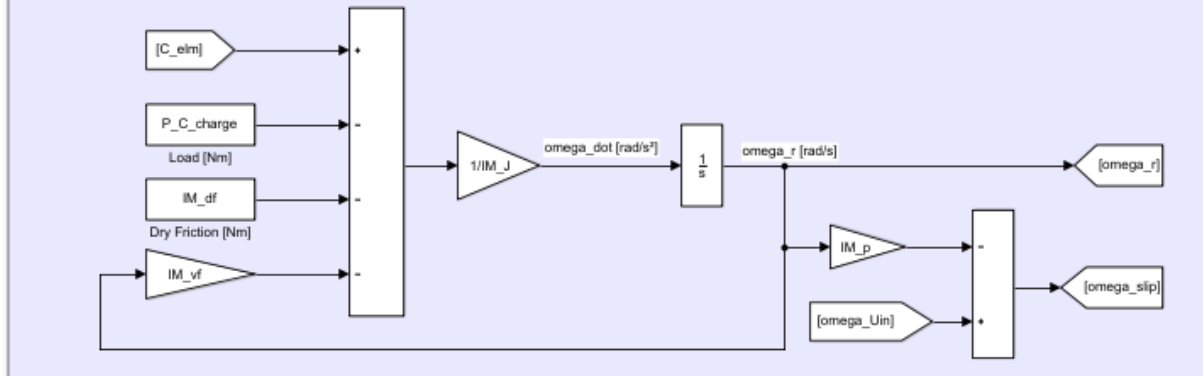 [C_elm]
+
P_C_charge
-
Load [Nm]
IM_df
-
Dry Friction [Nm]
IM_vf
-
1/IM_J
omega_dot [rad/s²]
1
s
omega_r [rad/s]
[omega_r]
IM_p
-
[omega_slip]
[omega_Uin]
+